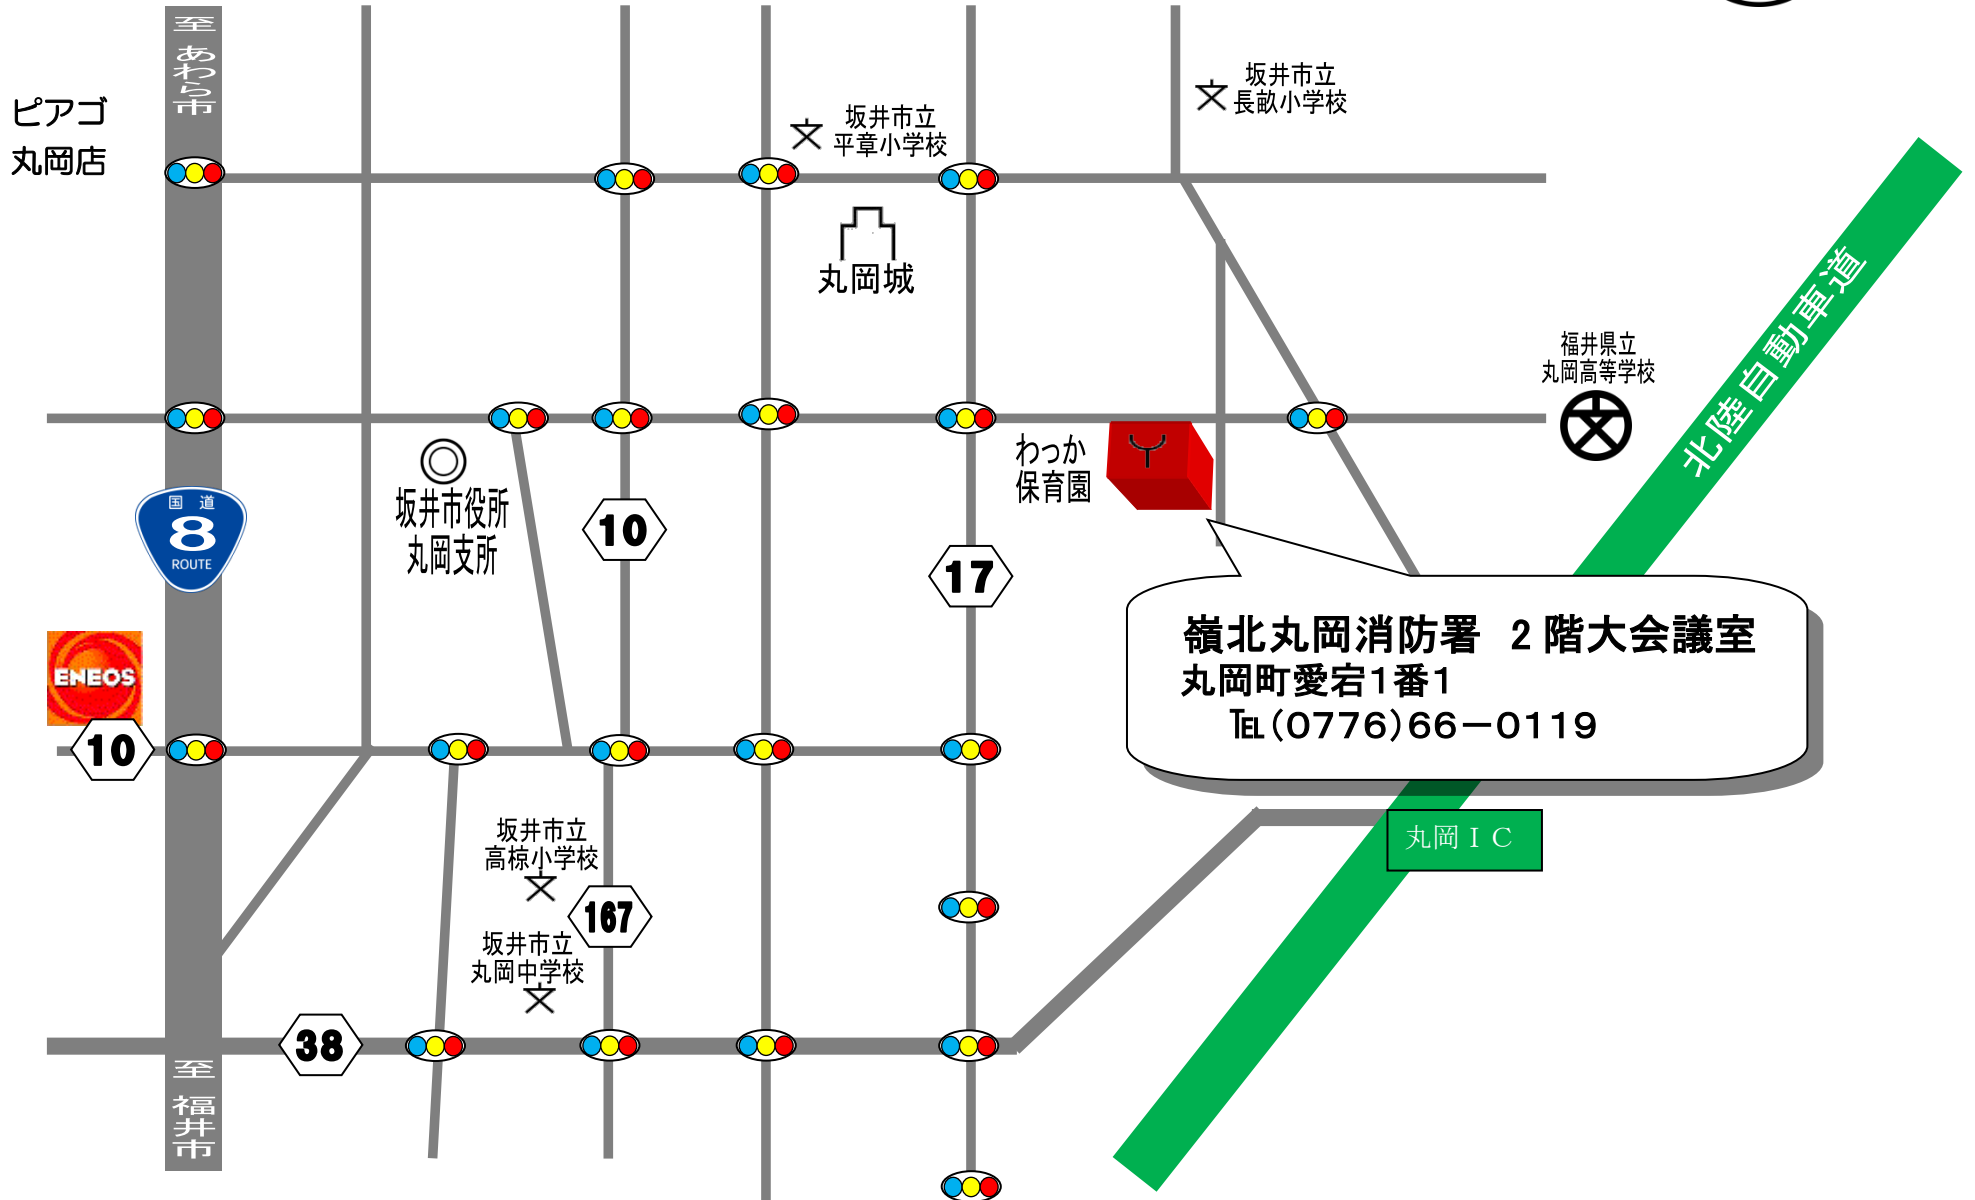 至 あわら市
ピアゴ
丸岡店
坂井市立
平章小学校
坂井市立
長畝小学校
丸岡城
北陸自動車道
福井県立
丸岡高等学校
わっか
保育園
坂井市役所
丸岡支所
国道
8
ROUTE
10
17
嶺北丸岡消防署 2階大会議室
丸岡町愛宕1番1
℡(0776)66－0119
ENEOS
10
丸岡ＩＣ
坂井市立
高椋小学校
167
坂井市立
丸岡中学校
38
至 福井市